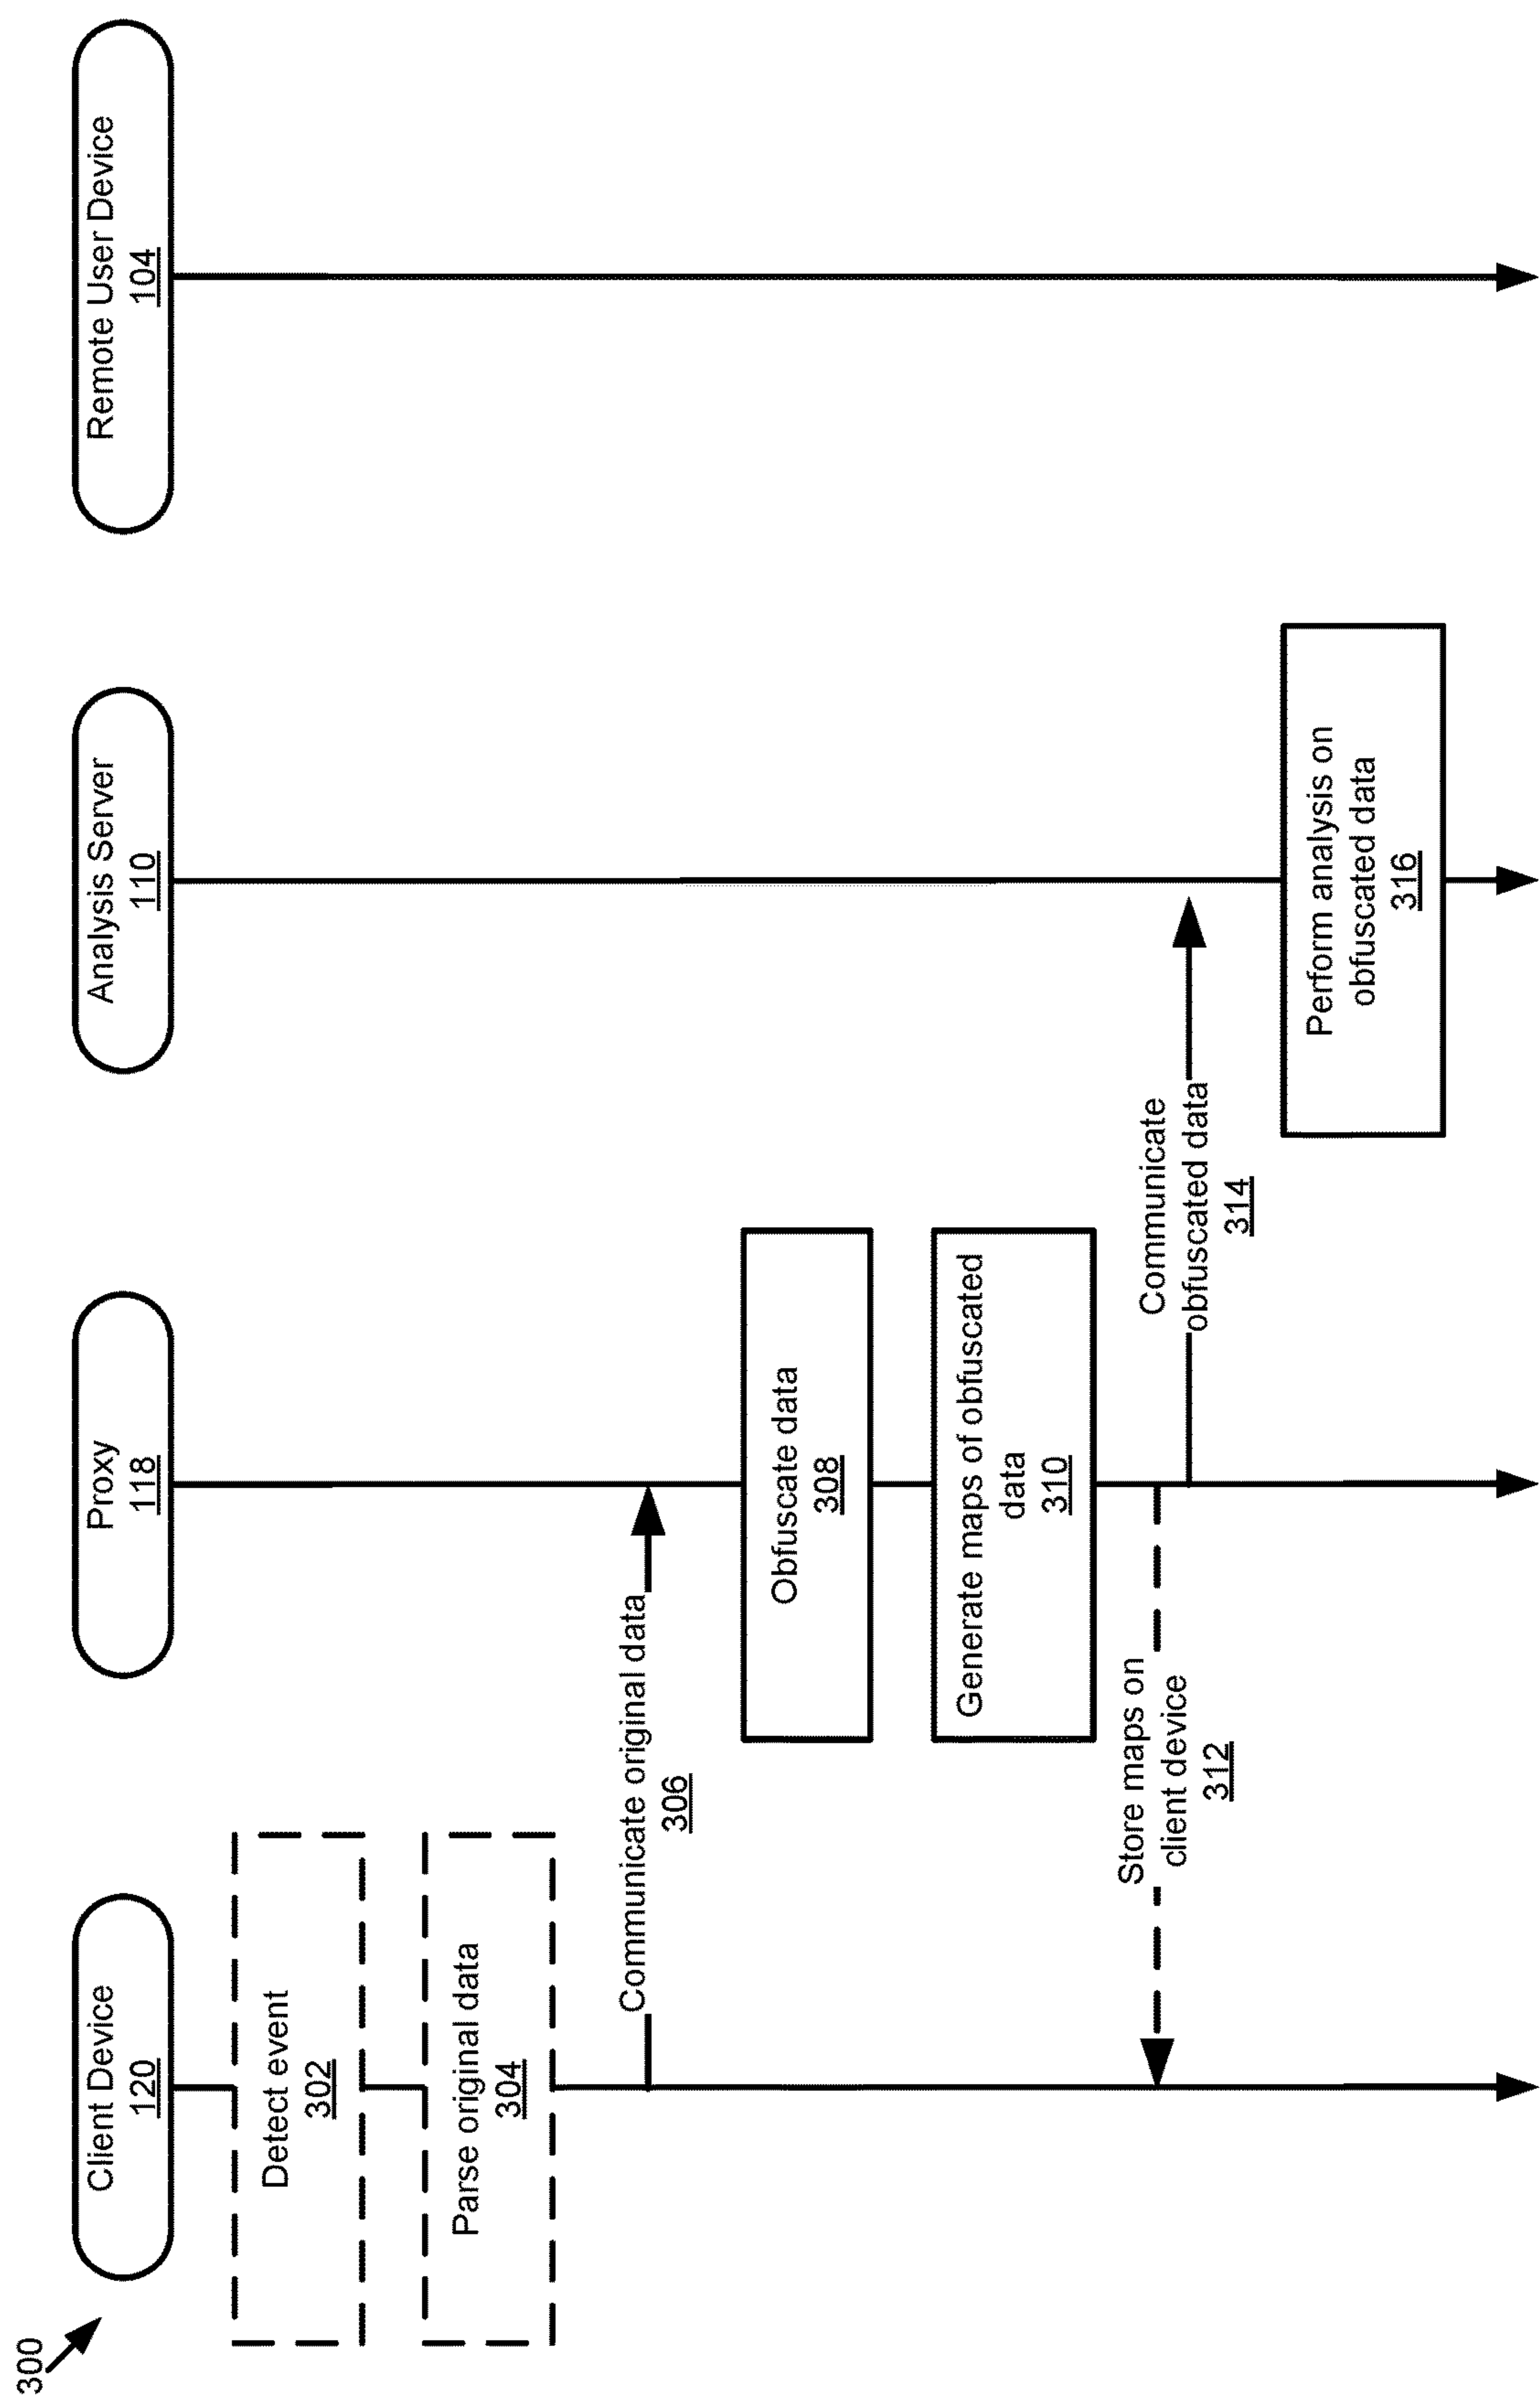 300
Client Device
120
Proxy
118
Analysis Server
110
Remote User Device
104
Detect event
302
Parse original data
304
Communicate original data
306
Obfuscate data
308
Generate maps of obfuscated
data
310
Store maps on
client device
312
Communicate
obfuscated data
314
Perform analysis on
obfuscated data
316